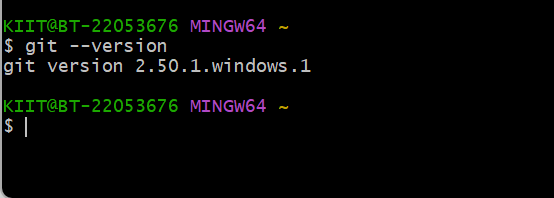 KIIT@BT-22053676 MINGW64 ~
$ git --version
git version 2.50.1.windows.1
KIIT@BT-22053676 MINGW64 ~
$